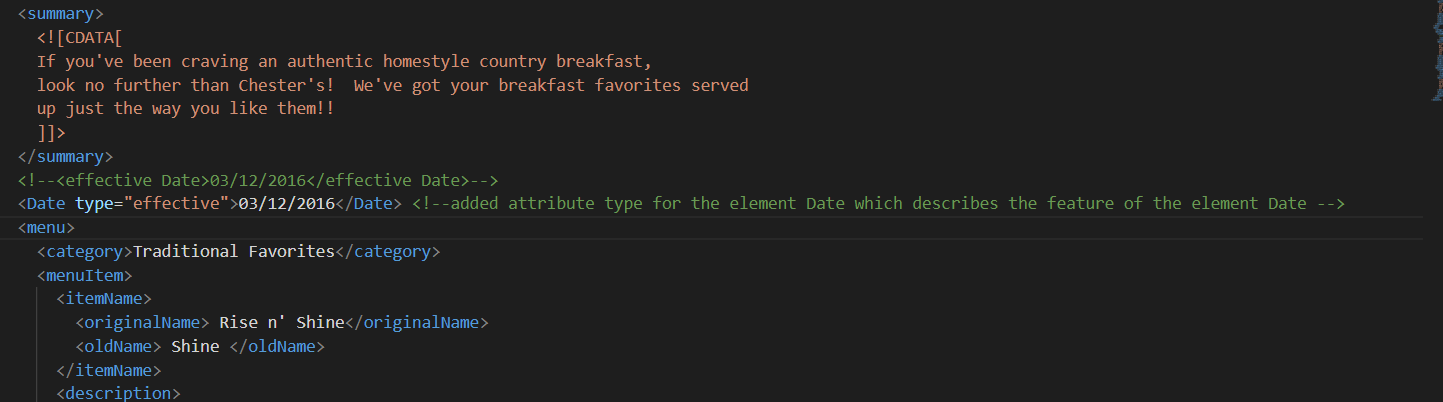 <summary>
<![CDATA[
If you've been craving an authentic homestyle country breakfast,
look no further than Chester's!  We've got your breakfast favorites served
up just the way you like them!!
]]>
</summary>
<!--<effective Date>03/12/2016</effective Date>-->
<Date type="effective">03/12/2016</Date> <!--added attribute type for the element Date which describes the feature of the element Date -->
<menu>
<category>Traditional Favorites</category>
<menuItem>
<itemName>
<originalName> Rise n' Shine</originalName>
<oldName> Shine </oldName>
</itemName>
<description>